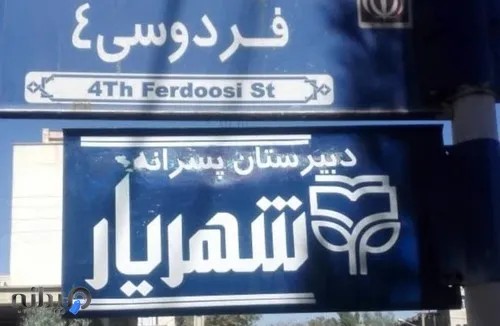 فردوسی ٤
4Th Ferdoosi St
دبیرستان پسرانه
شهریار